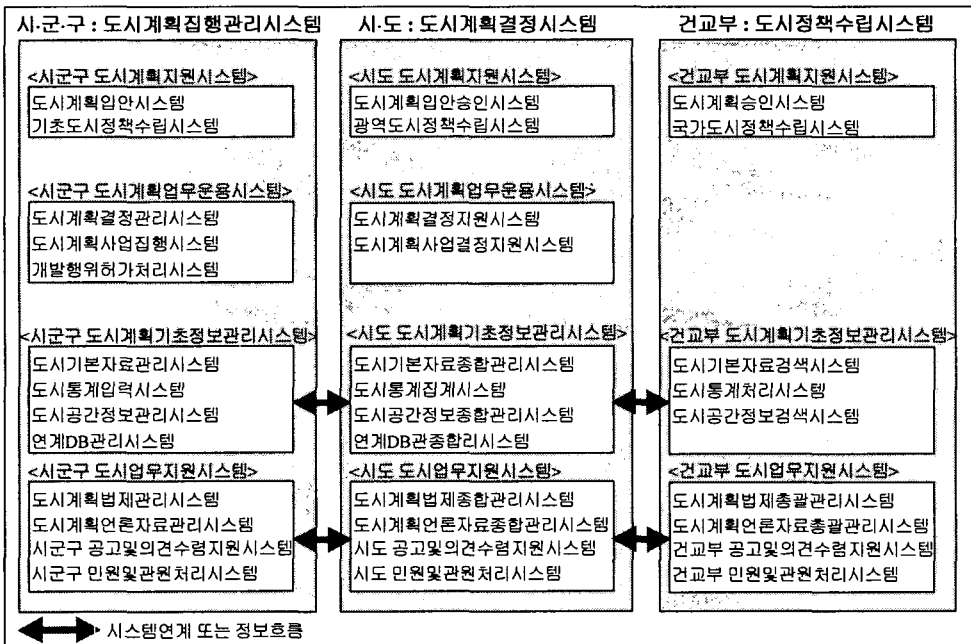 시·군·구 : 도시계획집행관리시스템
<시군구 도시계획지원시스템>
도시계획입안시스템
기초도시정책수립시스템
<시군구 도시계획업무운용시스템>
도시계획결정관리시스템
도시계획사업집행시스템
개발행위허가처리시스템
<시군구 도시계획기초정보관리시스템>
도시기본자료관리시스템
도시통계입력시스템
도시공간정보관리시스템
연계DB관리시스템
<시군구 도시업무지원시스템>
도시계획법제관리시스템
도시계획언론자료관리시스템
시군구 공고및의견수렴지원시스템
시군구 민원및관원처리시스템
시·도 : 도시계획결정시스템
<시도 도시계획지원시스템>
도시계획입안승인시스템
광역도시정책수립시스템
<시도 도시계획업무운용시스템>
도시계획결정지원시스템
도시계획사업결정지원시스템
<시도 도시계획기초정보관리시스템>
도시기본자료종합관리시스템
도시통계집계시스템
도시공간정보종합관리시스템
연계DB관종합리시스템
<시도 도시업무지원시스템>
도시계획법제종합관리시스템
도시계획언론자료종합관리시스템
시도 공고및의견수렴지원시스템
시도 민원및관원처리시스템
건교부 : 도시정책수립시스템
<건교부 도시계획지원시스템>
도시계획승인시스템
국가도시정책수립시스템
<건교부 도시계획기초정보관리시스템>
도시기본자료검색시스템
도시통계처리시스템
도시공간정보검색시스템
<건교부 도시업무지원시스템>
도시계획법제총괄관리시스템
도시계획언론자료총괄관리시스템
건교부 공고및의견수렴지원시스템
건교부 민원및관원처리시스템
시스템연계 또는 정보흐름